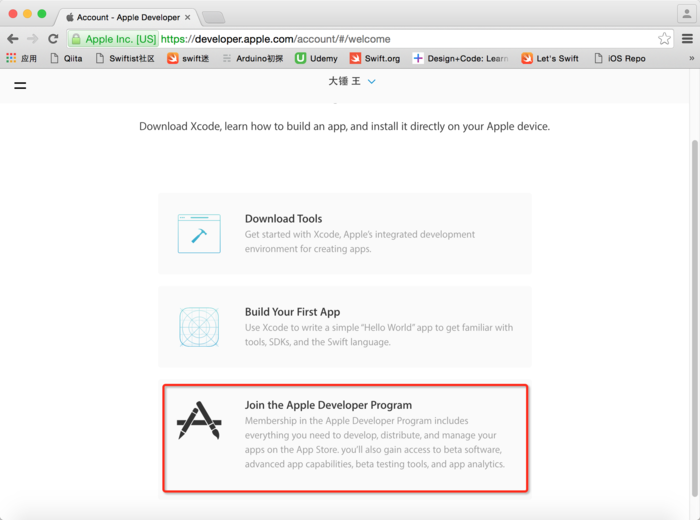 Account - Apple Developer
Apple Inc. [US] https://developer.apple.com/account/#/welcome
应用 Qiita Swiftist社区 swift迷 Arduino初探 Udemy Swift.org Design+Code: Learn Let's Swift iOS Repo »
大锤 王
Download Xcode, learn how to build an app, and install it directly on your Apple device.
Download Tools
Get started with Xcode, Apple's integrated development
environment for creating apps.
Build Your First App
Use Xcode to write a simple “Hello World” app to get familiar with
tools, SDKs, and the Swift language.
Join the Apple Developer Program
Membership in the Apple Developer Program includes
everything you need to develop, distribute, and manage your
apps on the App Store. you'll also gain access to beta software,
advanced app capabilities, beta testing tools, and app analytics.